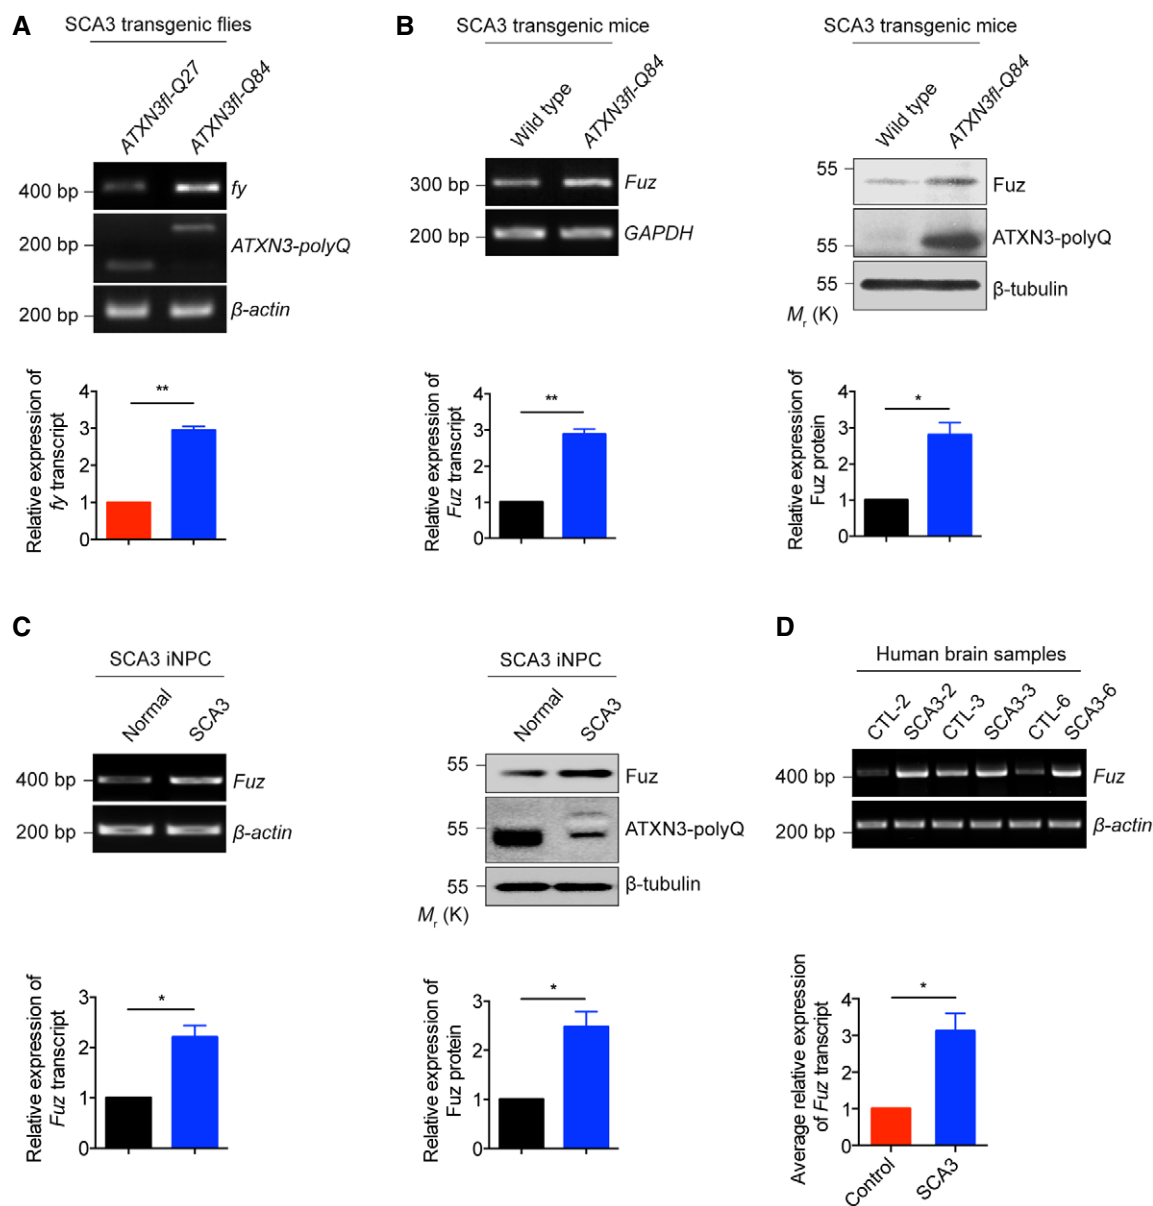 A
SCA3 transgenic flies
ATXN3fl-Q27
ATXN3fl-Q84
400 bp
fy
200 bp
ATXN3-polyQ
200 bp
β-actin
Relative expression of
fy transcript
4
3
2
1
0
**
B
SCA3 transgenic mice
Wild type
ATXN3fl-Q84
300 bp
Fuz
200 bp
GAPDH
Relative expression of
Fuz transcript
4
3
2
1
0
**
SCA3 transgenic mice
Wild type
ATXN3fl-Q84
55
Fuz
55
ATXN3-polyQ
55
β-tubulin
Mr (K)
Relative expression of
Fuz protein
4
3
2
1
0
*
C
SCA3 iNPC
Normal
SCA3
400 bp
Fuz
200 bp
β-actin
Relative expression of
Fuz transcript
3
2
1
0
*
SCA3 iNPC
Normal
SCA3
55
Fuz
55
ATXN3-polyQ
55
β-tubulin
Mr (K)
Relative expression of
Fuz protein
3
2
1
0
*
D
Human brain samples
CTL-2
SCA3-2
CTL-3
SCA3-3
CTL-6
SCA3-6
400 bp
Fuz
200 bp
β-actin
Average relative expression
of Fuz transcript
4
3
2
1
0
*
Control
SCA3